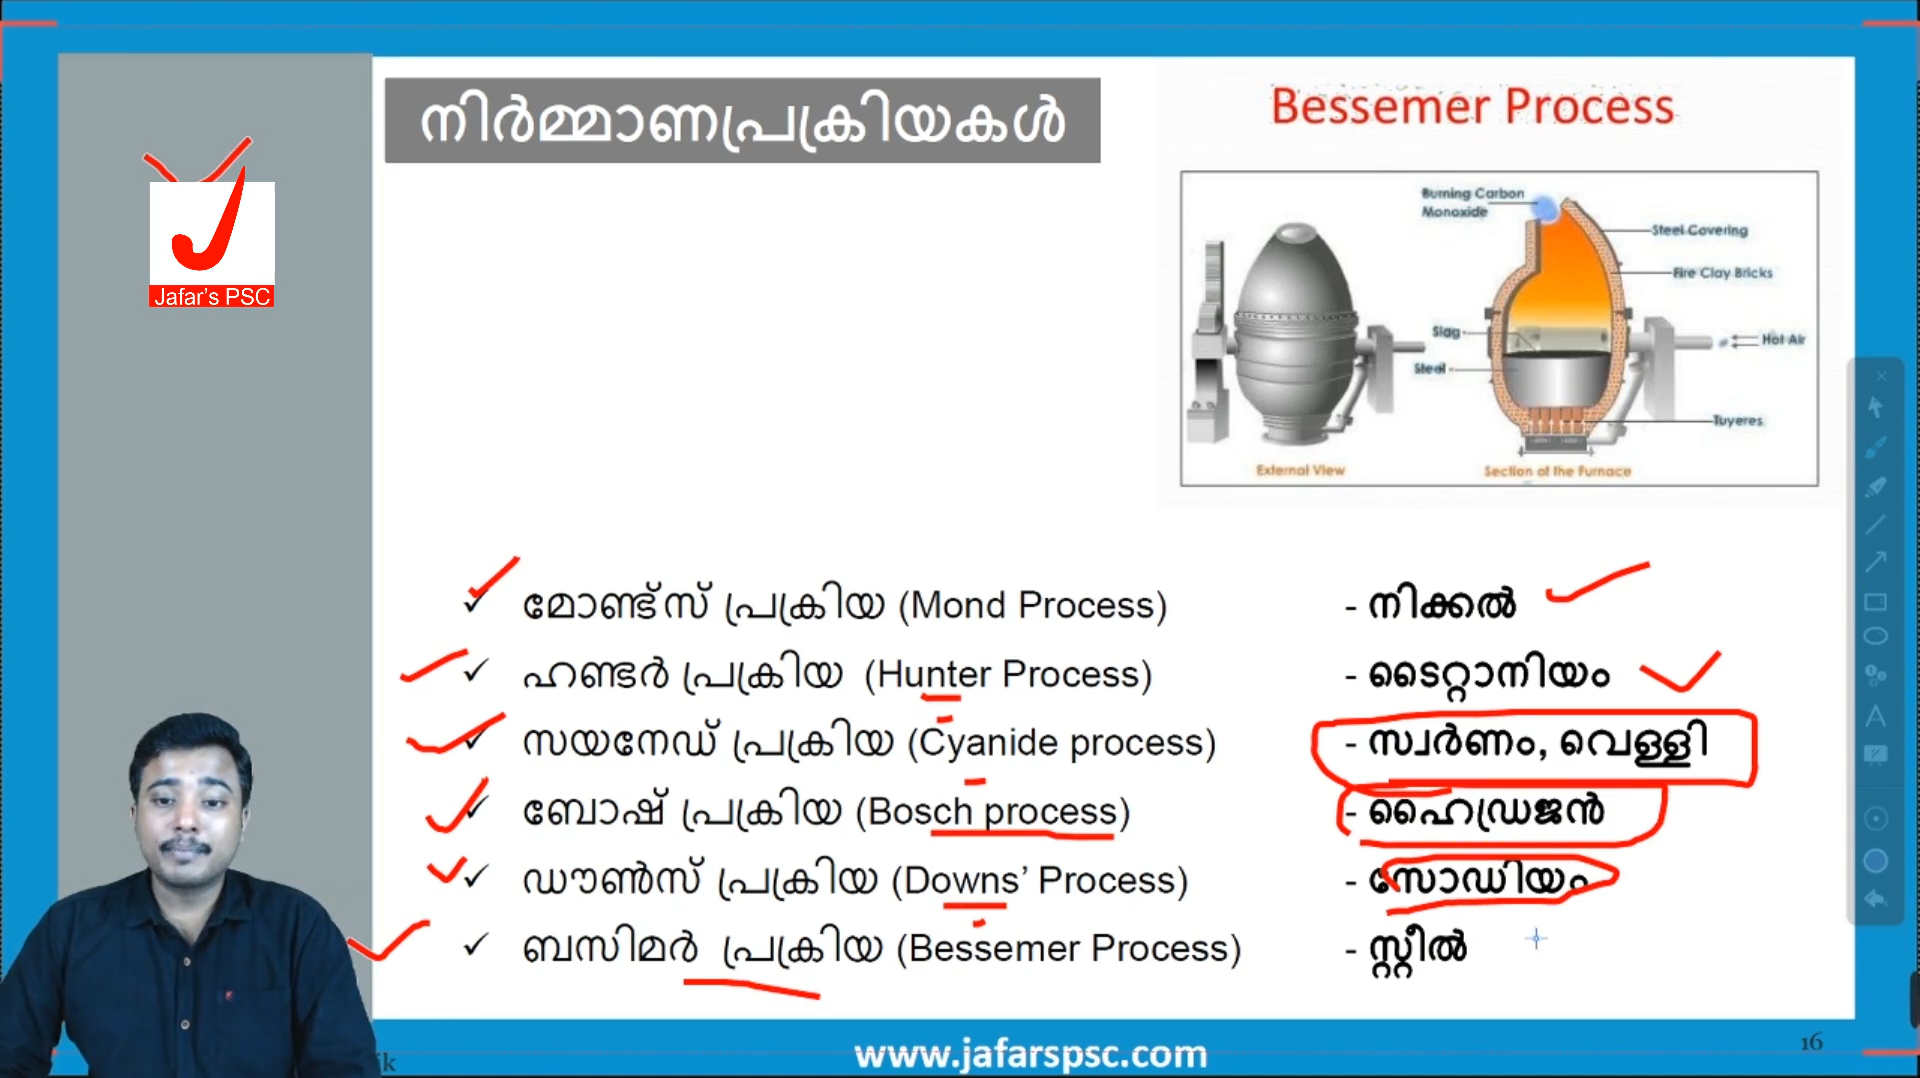 നിർമ്മാണപ്രക്രിയകൾ
Bessemer Process
Jafar's PSC
Burning Carbon
Monoxide
Steel Covering
Fire Clay Bricks
Slag
Hot Air
Steel
Tuyeres
External View
Section of the Furnace
✓ മോണ്ട്സ് പ്രക്രിയ (Mond Process) - നിക്കൽ
✓ ഹണ്ടർ പ്രക്രിയ (Hunter Process) - ടൈറ്റാനിയം
✓ സയനേഡ് പ്രക്രിയ (Cyanide process) - സ്വർണം, വെള്ളി
✓ ബോഷ് പ്രക്രിയ (Bosch process) - ഹൈഡ്രജൻ
✓ ഡൗൺസ് പ്രക്രിയ (Downs' Process) - സോഡിയം
✓ ബസിമർ പ്രക്രിയ (Bessemer Process) - സ്റ്റീൽ
www.jafarspsc.com
16